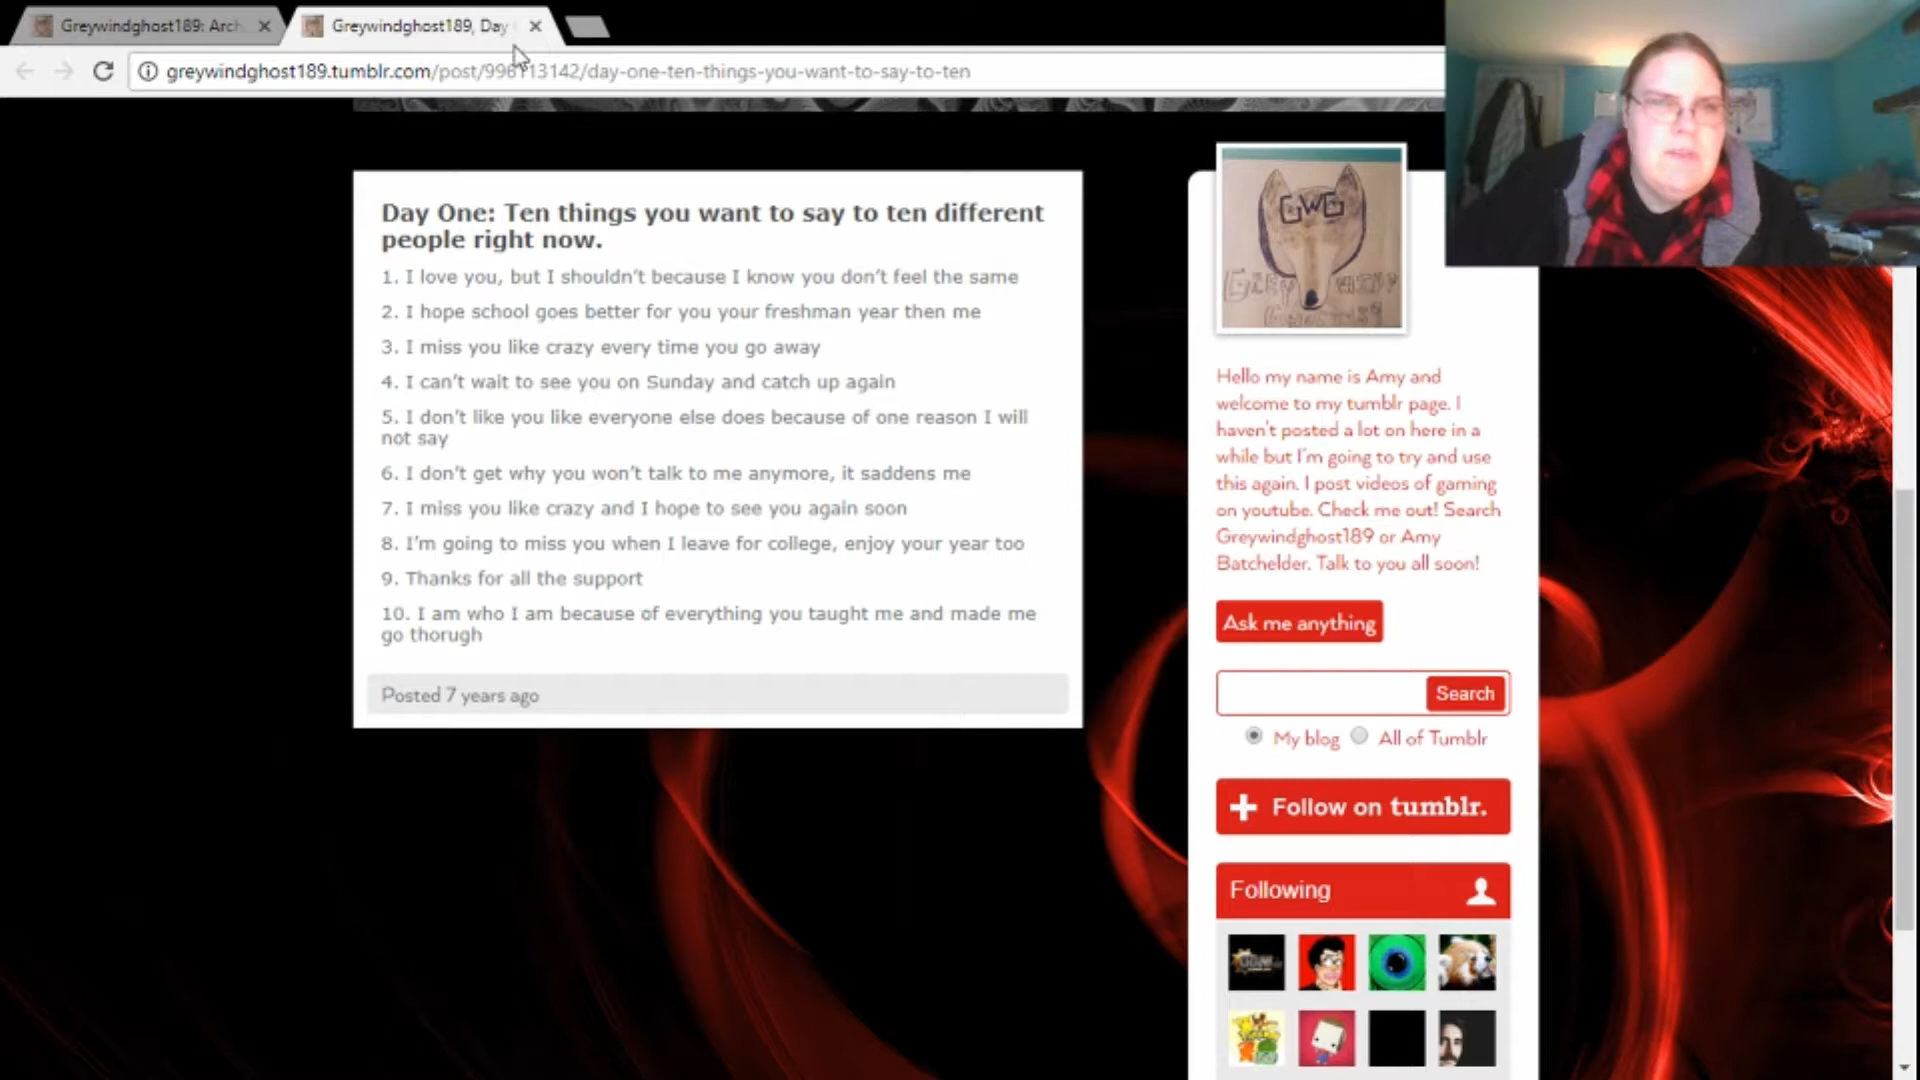 Greywindghost189: Arch
Greywindghost189, Day
greywindghost189.tumblr.com/post/996113142/day-one-ten-things-you-want-to-say-to-ten
Day One: Ten things you want to say to ten different
people right now.
1. I love you, but I shouldn't because I know you don't feel the same
2. I hope school goes better for you your freshman year then me
3. I miss you like crazy every time you go away
4. I can't wait to see you on Sunday and catch up again
5. I don't like you like everyone else does because of one reason I will
not say
6. I don't get why you won't talk to me anymore, it saddens me
7. I miss you like crazy and I hope to see you again soon
8. I'm going to miss you when I leave for college, enjoy your year too
9. Thanks for all the support
10. I am who I am because of everything you taught me and made me
go thorugh
Posted 7 years ago
GWG
Hello my name is Amy and
welcome to my tumblr page. I
haven't posted a lot on here in a
while but I'm going to try and use
this again. I post videos of gaming
on youtube. Check me out! Search
Greywindghost189 or Amy
Batchelder. Talk to you all soon!
Ask me anything
Search
My blog All of Tumblr
Follow on tumblr.
Following